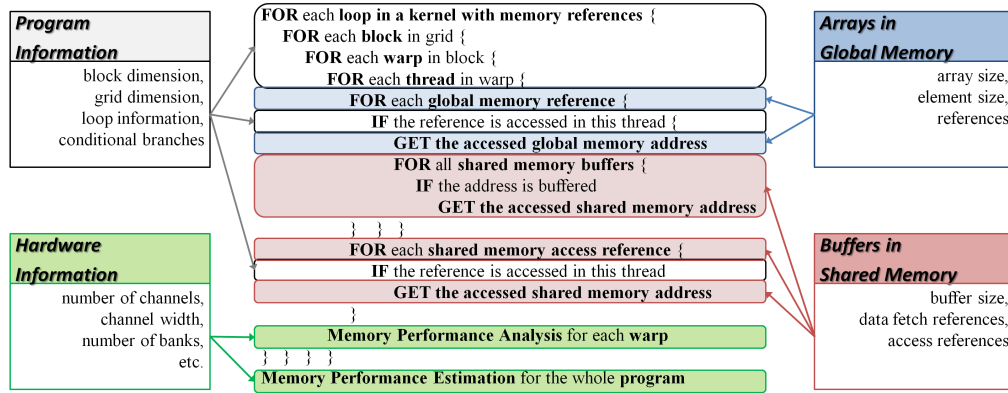 Program
Information
block dimension,
grid dimension,
loop information,
conditional branches
Hardware
Information
number of channels,
channel width,
number of banks,
etc.
FOR each loop in a kernel with memory references {
FOR each block in grid {
FOR each warp in block {
FOR each thread in warp {
FOR each global memory reference {
IF the reference is accessed in this thread {
GET the accessed global memory address
FOR all shared memory buffers {
IF the address is buffered
GET the accessed shared memory address
} } }
FOR each shared memory access reference {
IF the reference is accessed in this thread
GET the accessed shared memory address
}
Memory Performance Analysis for each warp
} } } }
Memory Performance Estimation for the whole program
Arrays in
Global Memory
array size,
element size,
references
Buffers in
Shared Memory
buffer size,
data fetch references,
access references